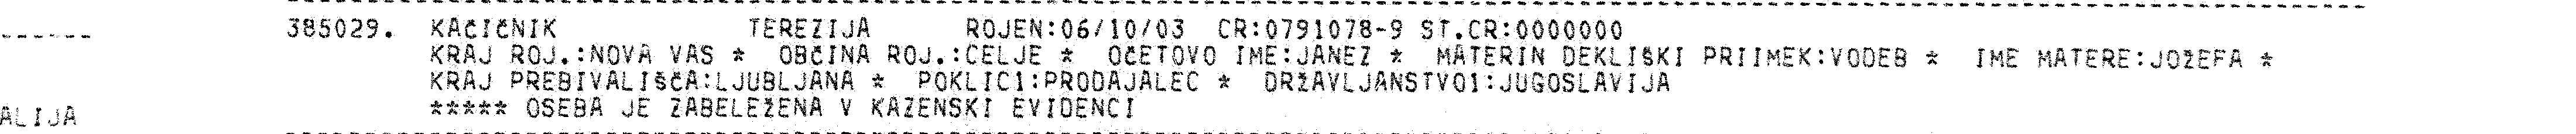 385029. KAČIČNIK TEREZIJA ROJEN:06/10/03 CR:0791078-9 ST.CR:0000000
KRAJ ROJ.:NOVA VAS * OBČINA ROJ.:CELJE * OČETOVO IME:JANEZ * MATERIN DEKLIŠKI PRIIMEK:VODEB * IME MATERE:JOŽEFA *
KRAJ PREBIVALIŠČA:LJUBLJANA * POKLIC1:PRODAJALEC * DRŽAVLJANSTVO1:JUGOSLAVIJA
***** OSEBA JE ZABELEŽENA V KAZENSKI EVIDENCI
ALIJA